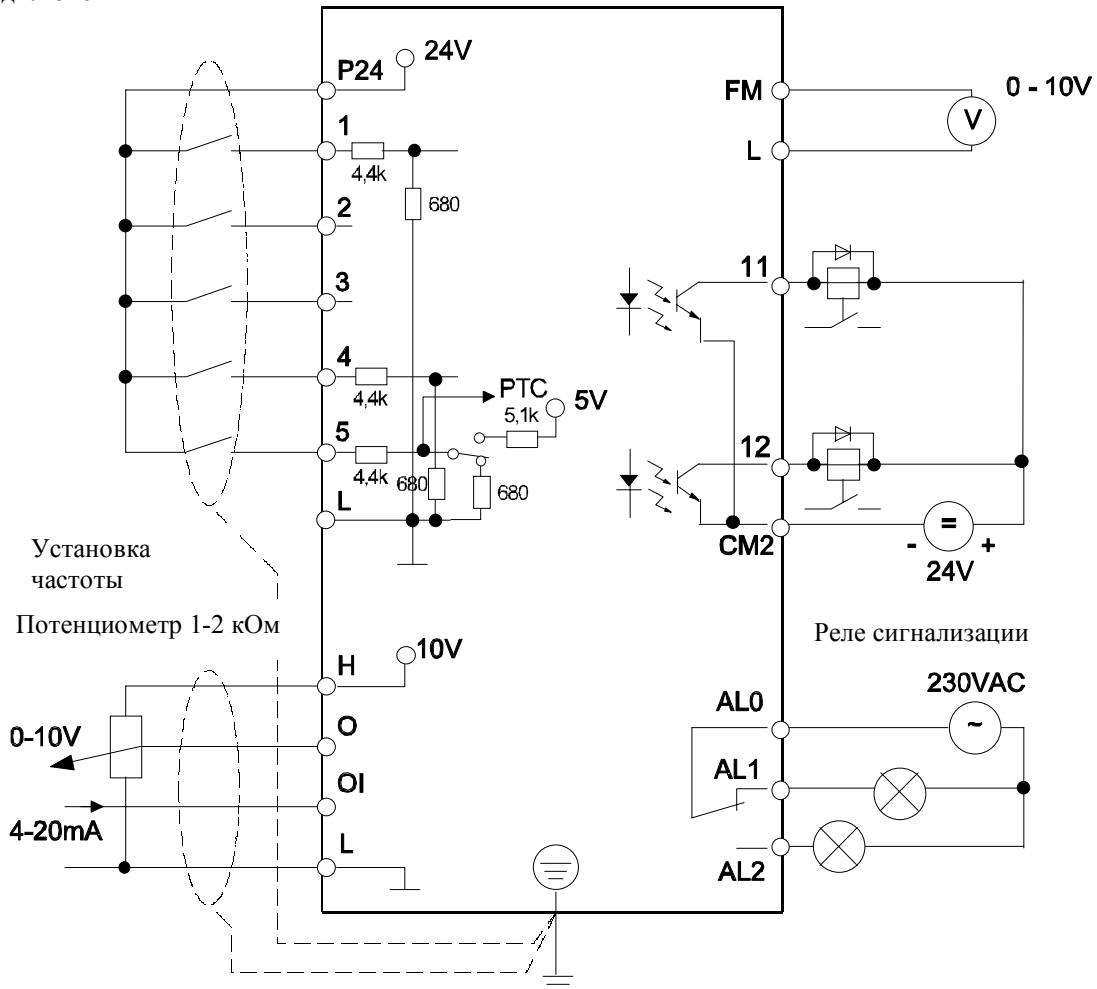 P24
24V
1
4,4k
680
2
3
4
4,4k
PTC
5,1k
5V
5
4,4k
680
680
L
Установка
частоты
Потенциометр 1-2 кОм
H
10V
0-10V
O
OI
4-20mA
L
FM
V
0 - 10V
L
11
12
CM2
=
- +
24V
Реле сигнализации
230VAC
AL0
~
AL1
AL2